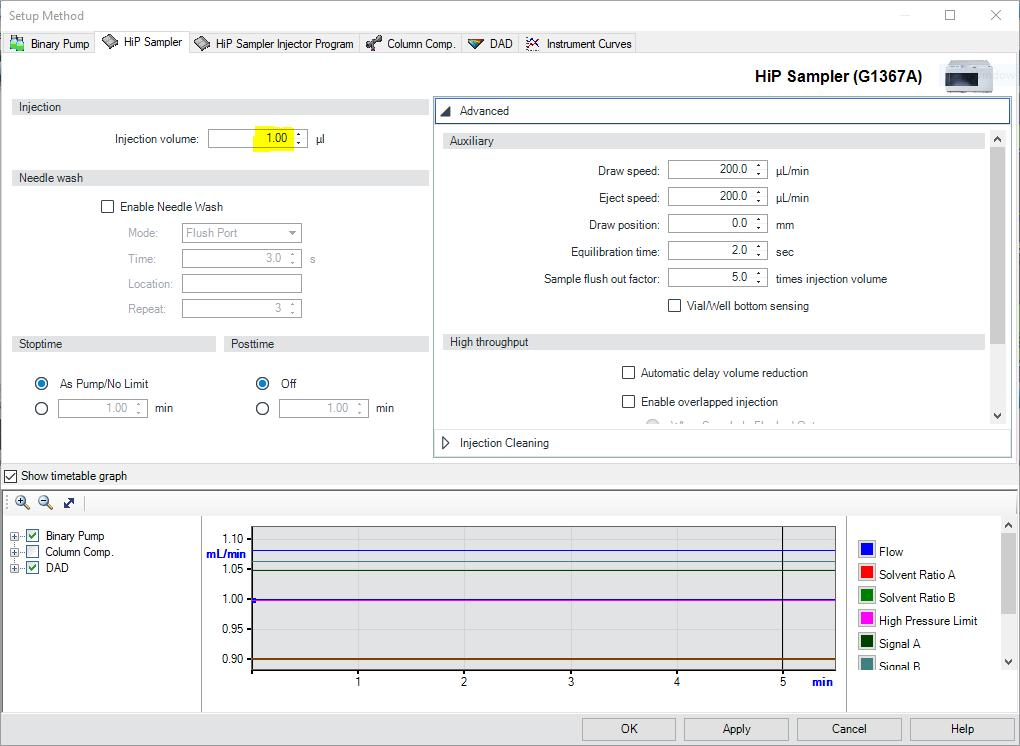 Setup Method
Binary Pump
HiP Sampler
HiP Sampler Injector Program
Column Comp.
DAD
Instrument Curves
HiP Sampler (G1367A)
Injection
Injection volume: 1.00 µl
Needle wash
Enable Needle Wash
Mode: Flush Port
Time: 3.0 s
Location:
Repeat: 3
Stoptime
As Pump/No Limit
1.00 min
Posttime
Off
1.00 min
Advanced
Auxiliary
Draw speed: 200.0 µL/min
Eject speed: 200.0 µL/min
Draw position: 0.0 mm
Equilibration time: 2.0 sec
Sample flush out factor: 5.0 times injection volume
Vial/Well bottom sensing
High throughput
Automatic delay volume reduction
Enable overlapped injection
Injection Cleaning
Show timetable graph
Binary Pump
Column Comp.
DAD
mL/min
1.10
1.05
1.00
0.95
0.90
1 2 3 4 5 min
Flow
Solvent Ratio A
Solvent Ratio B
High Pressure Limit
Signal A
Signal B
OK
Apply
Cancel
Help